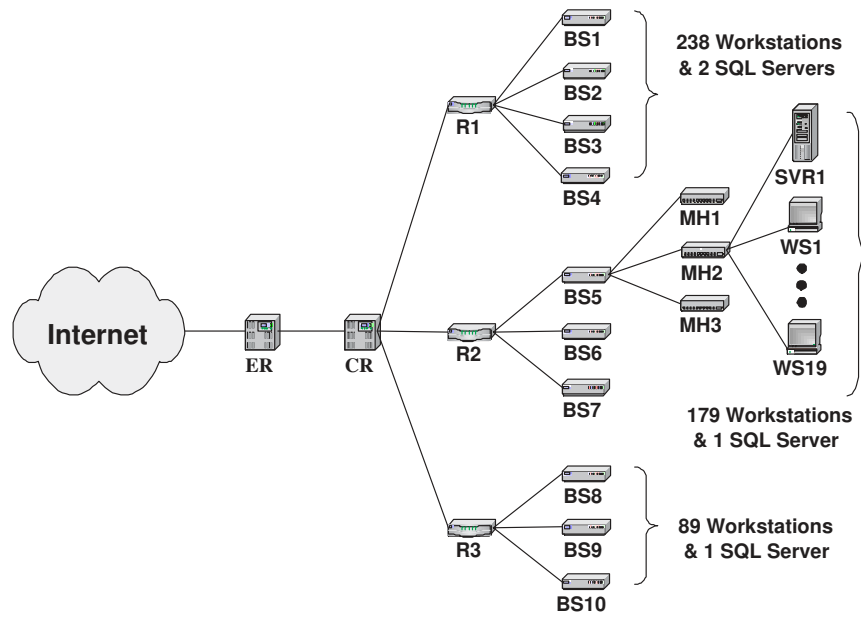 BS1
238 Workstations
& 2 SQL Servers
BS2
R1
BS3
SVR1
BS4
MH1
WS1
MH2
BS5
MH3
Internet
R2
ER
CR
BS6
WS19
BS7
179 Workstations
& 1 SQL Server
BS8
89 Workstations
& 1 SQL Server
R3
BS9
BS10